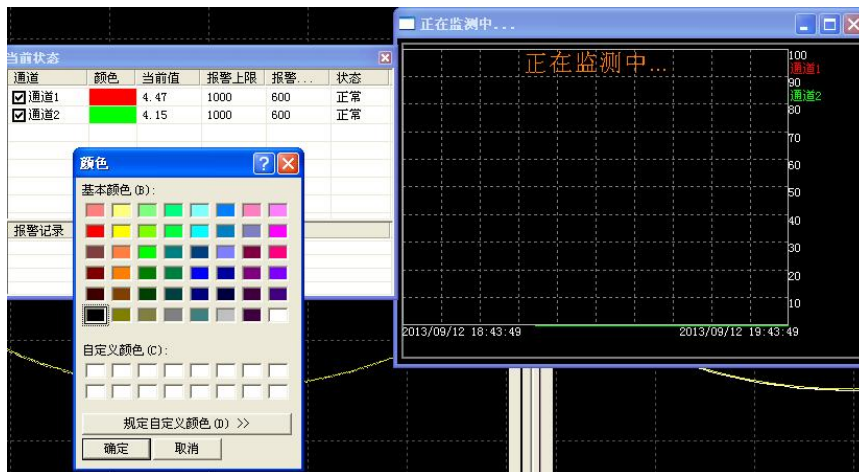 正在监测中...
当前状态
通道 颜色 当前值 报警上限 报警... 状态
通道1 4.47 1000 600 正常
通道2 4.15 1000 600 正常
报警记录
颜色
基本颜色(B):
自定义颜色(C):
规定自定义颜色(D) >>
确定 取消
正在监测中...
100
通道1
90
通道2
80
70
60
50
40
30
20
10
2013/09/12 18:43:49 2013/09/12 19:43:49